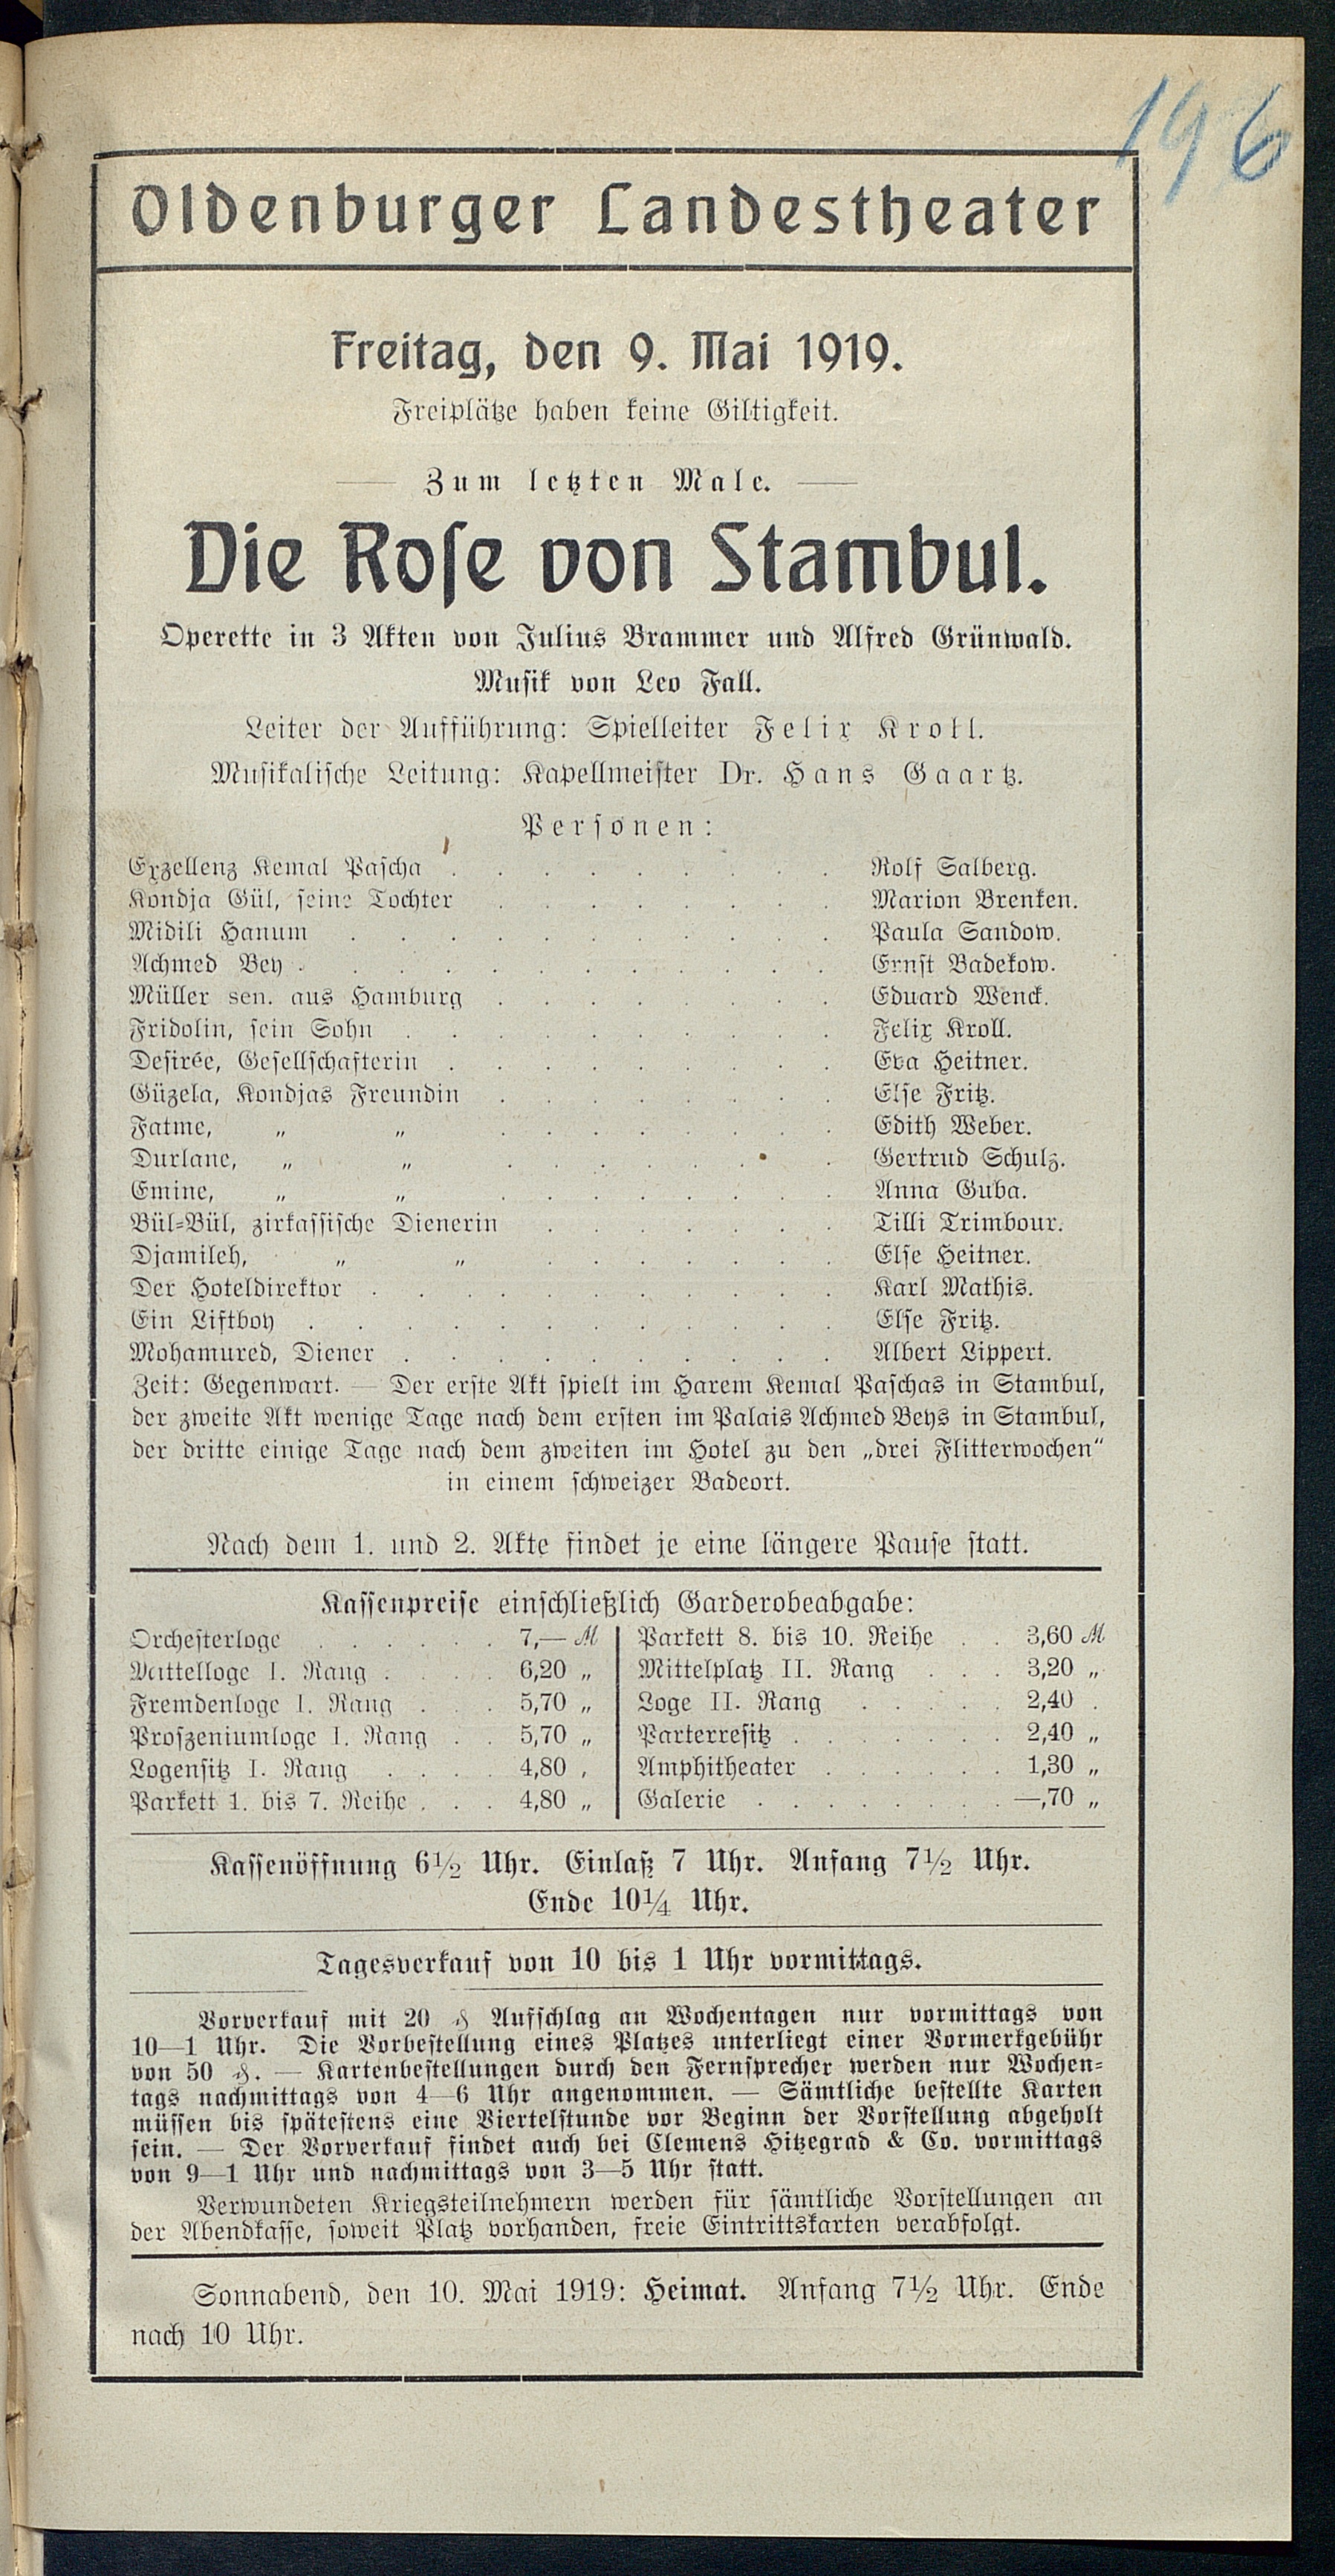 196
Oldenburger Landestheater
Freitag, den 9. Mai 1919.
Freiplätze haben keine Giltigkeit.
— Zum letzten Male. —
Die Rose von Stambul.
Operette in 3 Akten von Julius Brammer und Alfred Grünwald.
Musik von Leo Fall.
Leiter der Aufführung: Spielleiter Felix Kroll.
Musikalische Leitung: Kapellmeister Dr. Hans Gaartz.
Personen:
Exzellenz Kemal Pascha . . . . . . . . . Rolf Salberg.
Kondja Gül, seine Tochter . . . . . . . . Marion Brenken.
Midili Hanum . . . . . . . . . . . Paula Sandow.
Achmed Bey . . . . . . . . . . . . Ernst Badekow.
Müller sen. aus Hamburg . . . . . . . . Eduard Wenck.
Fridolin, sein Sohn . . . . . . . . . . Felix Kroll.
Desirée, Gesellschafterin . . . . . . . . . Eva Heitner.
Güzela, Kondjas Freundin . . . . . . . . Else Fritz.
Fatme, „ „ . . . . . . . . Edith Weber.
Durlane, „ „ . . . . . . . . Gertrud Schulz.
Emine, „ „ . . . . . . . . Anna Guba.
Bül-Bül, zirkassische Dienerin . . . . . . . Tilli Trimbour.
Djamileh, „ „ . . . . . . . Else Heitner.
Der Hoteldirektor . . . . . . . . . . . Karl Mathis.
Ein Liftboy . . . . . . . . . . . . Else Fritz.
Mohamured, Diener . . . . . . . . . . Albert Lippert.
Zeit: Gegenwart. — Der erste Akt spielt im Harem Kemal Paschas in Stambul,
der zweite Akt wenige Tage nach dem ersten im Palais Achmed Beys in Stambul,
der dritte einige Tage nach dem zweiten im Hotel zu den „drei Flitterwochen“
in einem schweizer Badeort.
Nach dem 1. und 2. Akte findet je eine längere Pause statt.
Kassenpreise einschließlich Garderobeabgabe:
Orchesterloge . . . . . . 7,— ℳ
Mittelloge I. Rang . . . . 6,20 „
Fremdenloge I. Rang . . . 5,70 „
Proszeniumloge I. Rang . . 5,70 „
Logensitz I. Rang . . . . 4,80 „
Parkett 1. bis 7. Reihe . . . 4,80 „
Parkett 8. bis 10. Reihe . . 3,60 ℳ
Mittelplatz II. Rang . . . 3,20 „
Loge II. Rang . . . . . 2,40 .
Parterresitz . . . . . . . 2,40 „
Amphitheater . . . . . . 1,30 „
Galerie . . . . . . . . —,70 „
Kassenöffnung 6½ Uhr. Einlaß 7 Uhr. Anfang 7½ Uhr.
Ende 10¼ Uhr.
Tagesverkauf von 10 bis 1 Uhr vormittags.
Vorverkauf mit 20 ₰ Aufschlag an Wochentagen nur vormittags von
10—1 Uhr. Die Vorbestellung eines Platzes unterliegt einer Vormerkgebühr
von 50 ₰. — Kartenbestellungen durch den Fernsprecher werden nur Wochen-
tags nachmittags von 4—6 Uhr angenommen. — Sämtliche bestellte Karten
müssen bis spätestens eine Viertelstunde vor Beginn der Vorstellung abgeholt
sein. — Der Vorverkauf findet auch bei Clemens Hitzegrad & Co. vormittags
von 9—1 Uhr und nachmittags von 3—5 Uhr statt.
Verwundeten Kriegsteilnehmern werden für sämtliche Vorstellungen an
der Abendkasse, soweit Platz vorhanden, freie Eintrittskarten verabfolgt.
Sonnabend, den 10. Mai 1919: Heimat. Anfang 7½ Uhr. Ende
nach 10 Uhr.